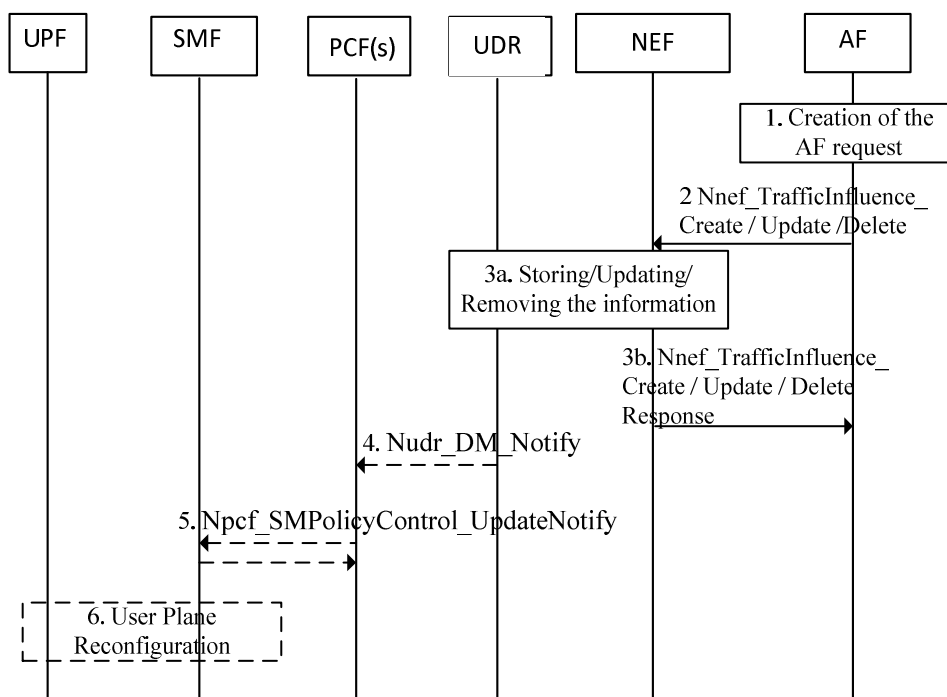 UPF
SMF
PCF(s)
UDR
NEF
AF
1. Creation of the
AF request
2 Nnef_TrafficInfluence_
Create / Update /Delete
3a. Storing/Updating/
Removing the information
3b. Nnef_TrafficInfluence_
Create / Update / Delete
Response
4. Nudr_DM_Notify
5. Npcf_SMPolicyControl_UpdateNotify
6. User Plane
Reconfiguration